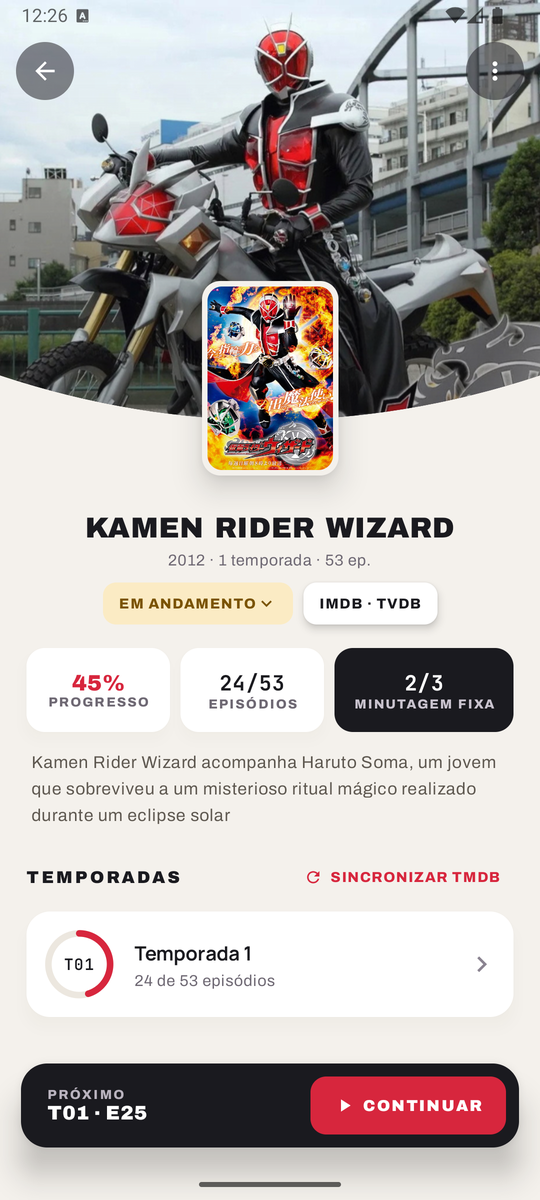 12:26 A
KAMEN RIDER WIZARD
2012 · 1 temporada · 53 ep.
EM ANDAMENTO
IMDB · TVDB
45%
PROGRESSO
24/53
EPISÓDIOS
2/3
MINUTAGEM FIXA
Kamen Rider Wizard acompanha Haruto Soma, um jovem
que sobreviveu a um misterioso ritual mágico realizado
durante um eclipse solar
TEMPORADAS
SINCRONIZAR TMDB
T01
Temporada 1
24 de 53 episódios
PRÓXIMO
T01 · E25
CONTINUAR